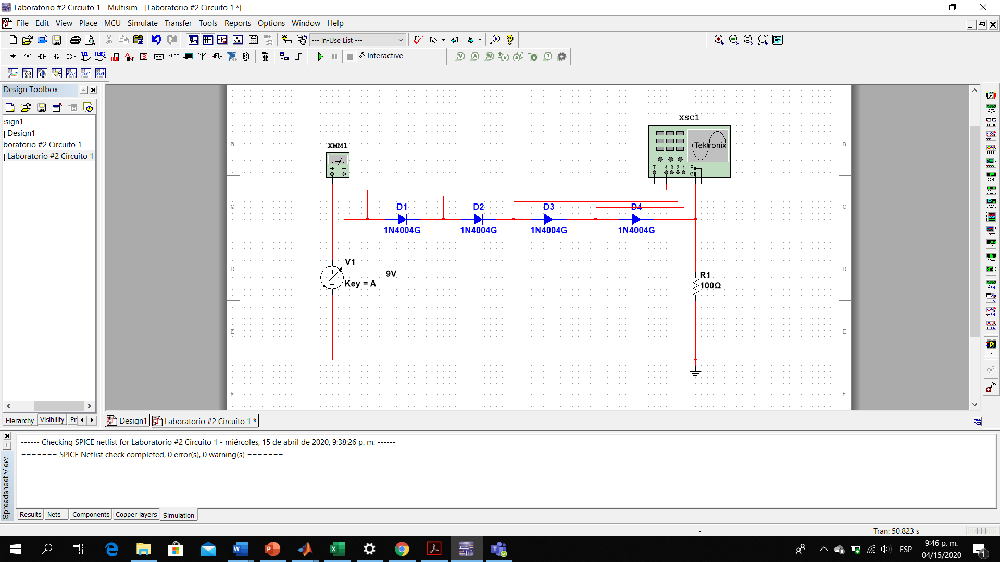 Laboratorio #2 Circuito 1 - Multisim - [Laboratorio #2 Circuito 1 *]
File Edit View Place MCU Simulate Transfer Tools Reports Options Window Help
--- In-Use List ---
MISC Interactive
Design Toolbox
esign1
Design1
boratorio #2 Circuito 1
Laboratorio #2 Circuito 1
Hierarchy Visibility Pr
B
C
D
E
F
XMM1
XSC1
Tektronix
T 4 3 2 1 P
G
D1 D2 D3 D4
1N4004G 1N4004G 1N4004G 1N4004G
V1
9V
Key = A
R1
100Ω
B
C
D
E
F
Design1 Laboratorio #2 Circuito 1 *
Spreadsheet View
------ Checking SPICE netlist for Laboratorio #2 Circuito 1 - miércoles, 15 de abril de 2020, 9:38:26 p. m. ------
======= SPICE Netlist check completed, 0 error(s), 0 warning(s) =======
Results Nets Components Copper layers Simulation
- Tran: 50.823 s
ESP
9:46 p. m.
04/15/2020
1